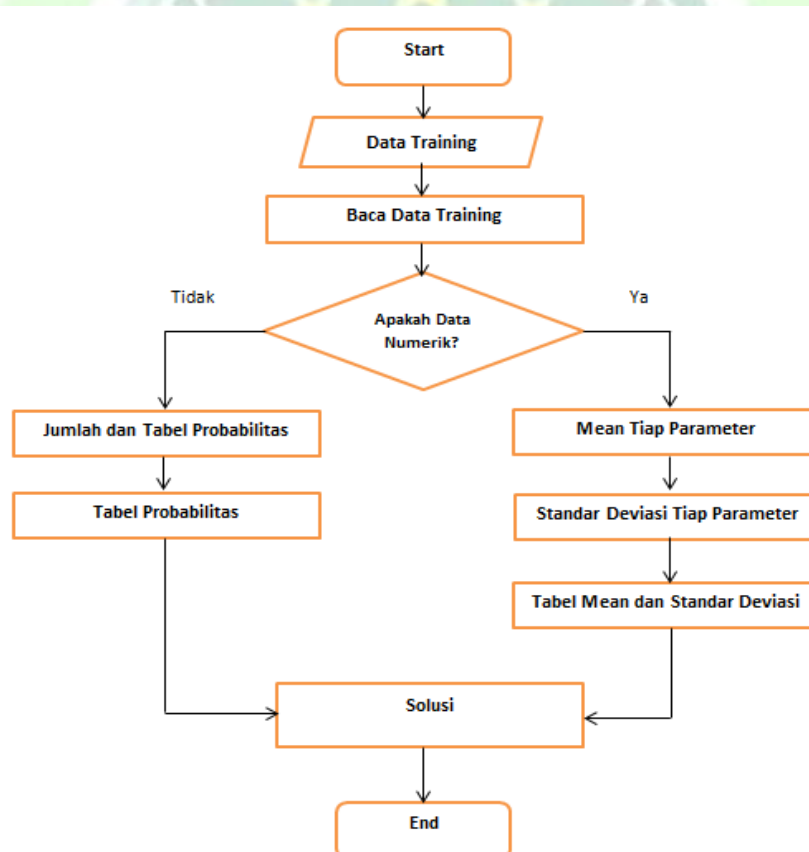 Start
Data Training
Baca Data Training
Apakah Data
Numerik?
Tidak
Ya
Jumlah dan Tabel Probabilitas
Tabel Probabilitas
Mean Tiap Parameter
Standar Deviasi Tiap Parameter
Tabel Mean dan Standar Deviasi
Solusi
End